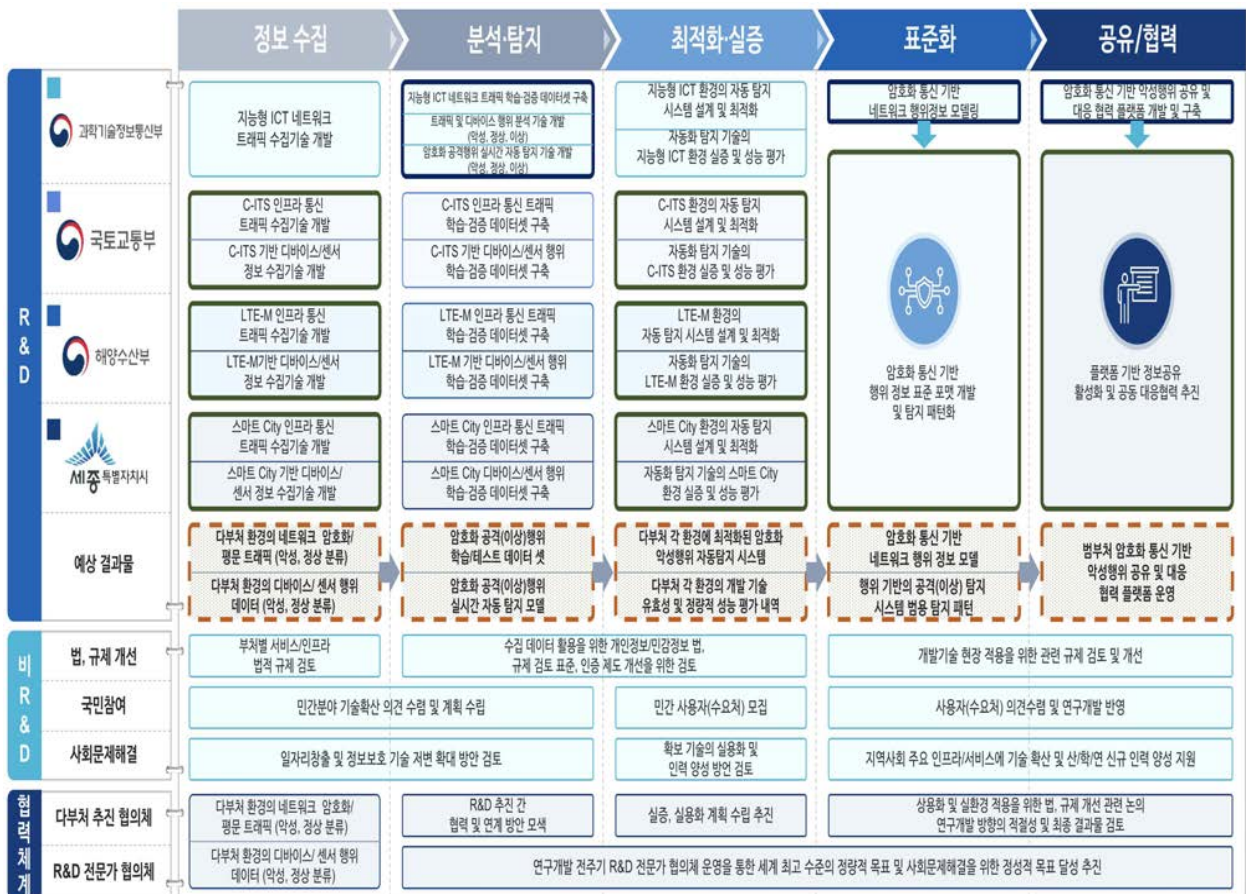 정보 수집
분석·탐지
최적화·실증
표준화
공유/협력
R
&
D
과학기술정보통신부
지능형 ICT 네트워크
트래픽 수집기술 개발
지능형 ICT 네트워크 트래픽 학습·검증 데이터셋 구축
트래픽 및 디바이스 행위 분석 기술 개발
(악성, 정상, 이상)
암호화 공격행위 실시간 자동 탐지 기술 개발
(악성, 정상, 이상)
지능형 ICT 환경의 자동 탐지
시스템 설계 및 최적화
자동화 탐지 기술의
지능형 ICT 환경 실증 및 성능 평가
암호화 통신 기반
네트워크 행위정보 모델링
암호화 통신 기반 악성행위 공유 및
대응 협력 플랫폼 개발 및 구축
국토교통부
C-ITS 인프라 통신
트래픽 수집기술 개발
C-ITS 기반 디바이스/센서
정보 수집기술 개발
C-ITS 인프라 통신 트래픽
학습·검증 데이터셋 구축
C-ITS 기반 디바이스/센서 행위
학습·검증 데이터셋 구축
C-ITS 환경의 자동 탐지
시스템 설계 및 최적화
자동화 탐지 기술의
C-ITS 환경 실증 및 성능 평가
해양수산부
LTE-M 인프라 통신
트래픽 수집기술 개발
LTE-M기반 디바이스/센서
정보 수집기술 개발
LTE-M 인프라 통신 트래픽
학습·검증 데이터셋 구축
LTE-M 기반 디바이스/센서 행위
학습·검증 데이터셋 구축
LTE-M 환경의
자동 탐지 시스템 설계 및 최적화
자동화 탐지 기술의
LTE-M 환경 실증 및 성능 평가
암호화 통신 기반
행위 정보 표준 포맷 개발
및 탐지 패턴화
플랫폼 기반 정보공유
활성화 및 공동 대응협력 추진
세종특별자치시
스마트 City 인프라 통신
트래픽 수집기술 개발
스마트 City 기반 디바이스/
센서 정보 수집기술 개발
스마트 City 인프라 통신 트래픽
학습·검증 데이터셋 구축
스마트 City 디바이스/센서 행위
학습·검증 데이터셋 구축
스마트 City 환경의 자동 탐지
시스템 설계 및 최적화
자동화 탐지 기술의 스마트 City
환경 실증 및 성능 평가
예상 결과물
다부처 환경의 네트워크 암호화/
평문 트래픽 (악성, 정상 분류)
다부처 환경의 디바이스/ 센서 행위
데이터 (악성, 정상 분류)
암호화 공격(이상)행위
학습/테스트 데이터 셋
암호화 공격(이상)행위
실시간 자동 탐지 모델
다부처 각 환경에 최적화된 암호화
악성행위 자동탐지 시스템
다부처 각 환경의 개발 기술
유효성 및 정량적 성능 평가 내역
암호화 통신 기반
네트워크 행위 정보 모델
행위 기반의 공격(이상) 탐지
시스템 범용 탐지 패턴
범부처 암호화 통신 기반
악성행위 공유 및 대응
협력 플랫폼 운영
비
R
&
D
법, 규제 개선
부처별 서비스/인프라
법적 규제 검토
수집 데이터 활용을 위한 개인정보/민감정보 법,
규제 검토 표준, 인증 제도 개선을 위한 검토
개발기술 현장 적용을 위한 관련 규제 검토 및 개선
국민참여
민간분야 기술확산 의견 수렴 및 계획 수립
민간 사용자(수요처) 모집
사용자(수요처) 의견수렴 및 연구개발 반영
사회문제해결
일자리창출 및 정보보호 기술 저변 확대 방안 검토
확보 기술의 실용화 및
인력 양성 방언 검토
지역사회 주요 인프라/서비스에 기술 확산 및 산/학/연 신규 인력 양성 지원
협
력
체
계
다부처 추진 협의체
다부처 환경의 네트워크 암호화/
평문 트래픽 (악성, 정상 분류)
R&D 추진 간
협력 및 연계 방안 모색
실증, 실용화 계획 수립 추진
상용화 및 실환경 적용을 위한 법, 규제 개선 관련 논의
연구개발 방향의 적절성 및 최종 결과물 검토
R&D 전문가 협의체
다부처 환경의 디바이스/ 센서 행위
데이터 (악성, 정상 분류)
연구개발 전주기 R&D 전문가 협의체 운영을 통한 세계 최고 수준의 정량적 목표 및 사회문제해결을 위한 정성적 목표 달성 추진